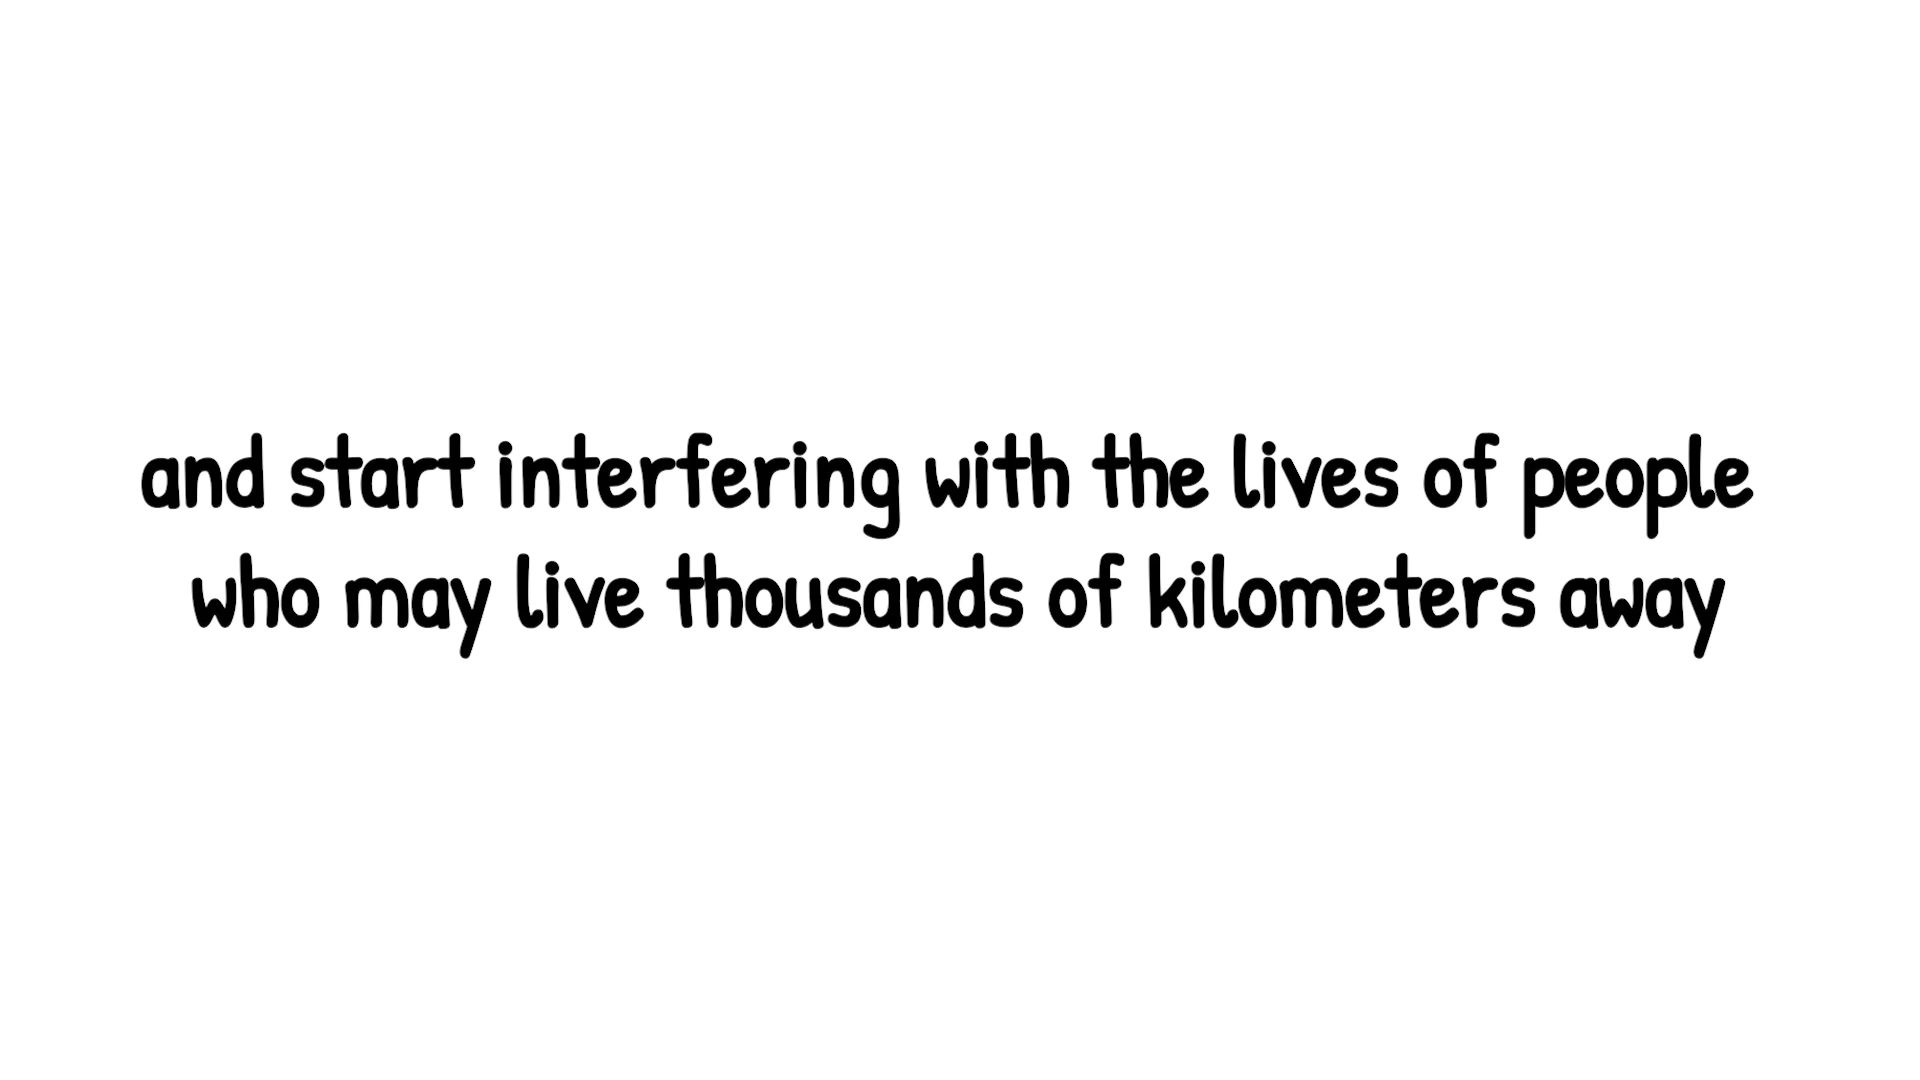 and start interfering with the lives of people
who may live thousands of kilometers away